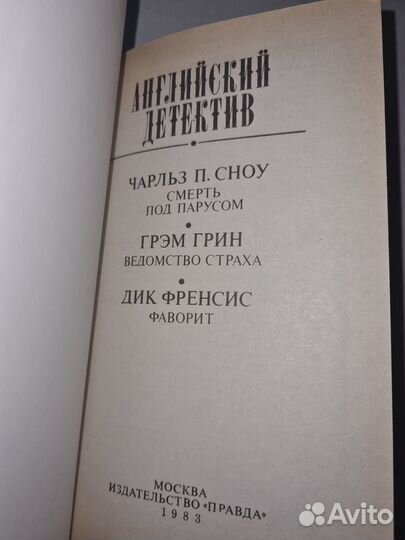 АНГЛИЙСКИЙ
ДЕТЕКТИВ
ЧАРЛЬЗ П. СНОУ
СМЕРТЬ
ПОД ПАРУСОМ
ГРЭМ ГРИН
ВЕДОМСТВО СТРАХА
ДИК ФРЕНСИС
ФАВОРИТ
МОСКВА
ИЗДАТЕЛЬСТВО «ПРАВДА»
1983
Avito